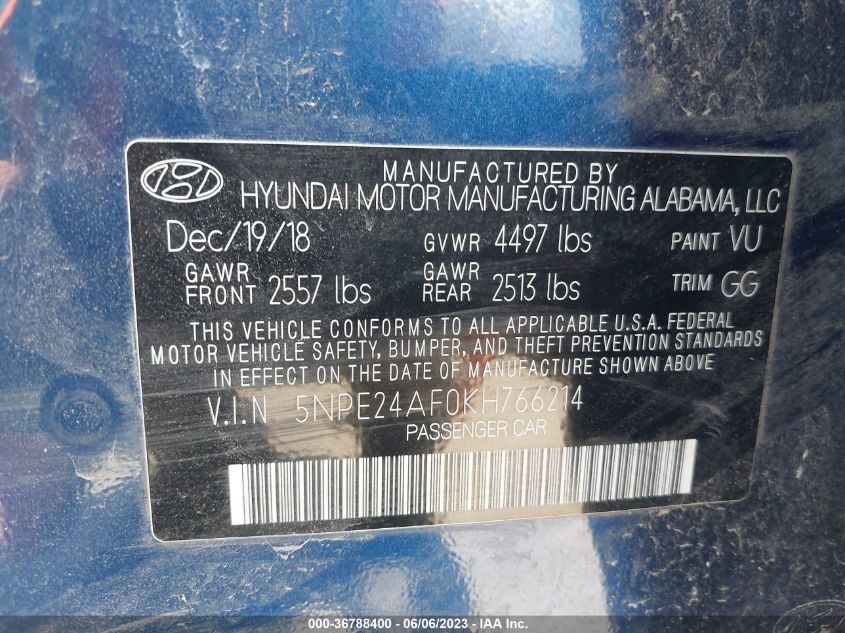 MANUFACTURED BY
HYUNDAI MOTOR MANUFACTURING ALABAMA, LLC
Dec/19/18 GVWR 4497 lbs PAINT VU
GAWR FRONT 2557 lbs GAWR REAR 2513 lbs TRIM GG
THIS VEHICLE CONFORMS TO ALL APPLICABLE U.S.A. FEDERAL
MOTOR VEHICLE SAFETY, BUMPER, AND THEFT PREVENTION STANDARDS
IN EFFECT ON THE DATE OF MANUFACTURE SHOWN ABOVE
V.I.N 5NPE24AF0KH766214
PASSENGER CAR
000-36788400 - 06/06/2023 - © IAA Inc.